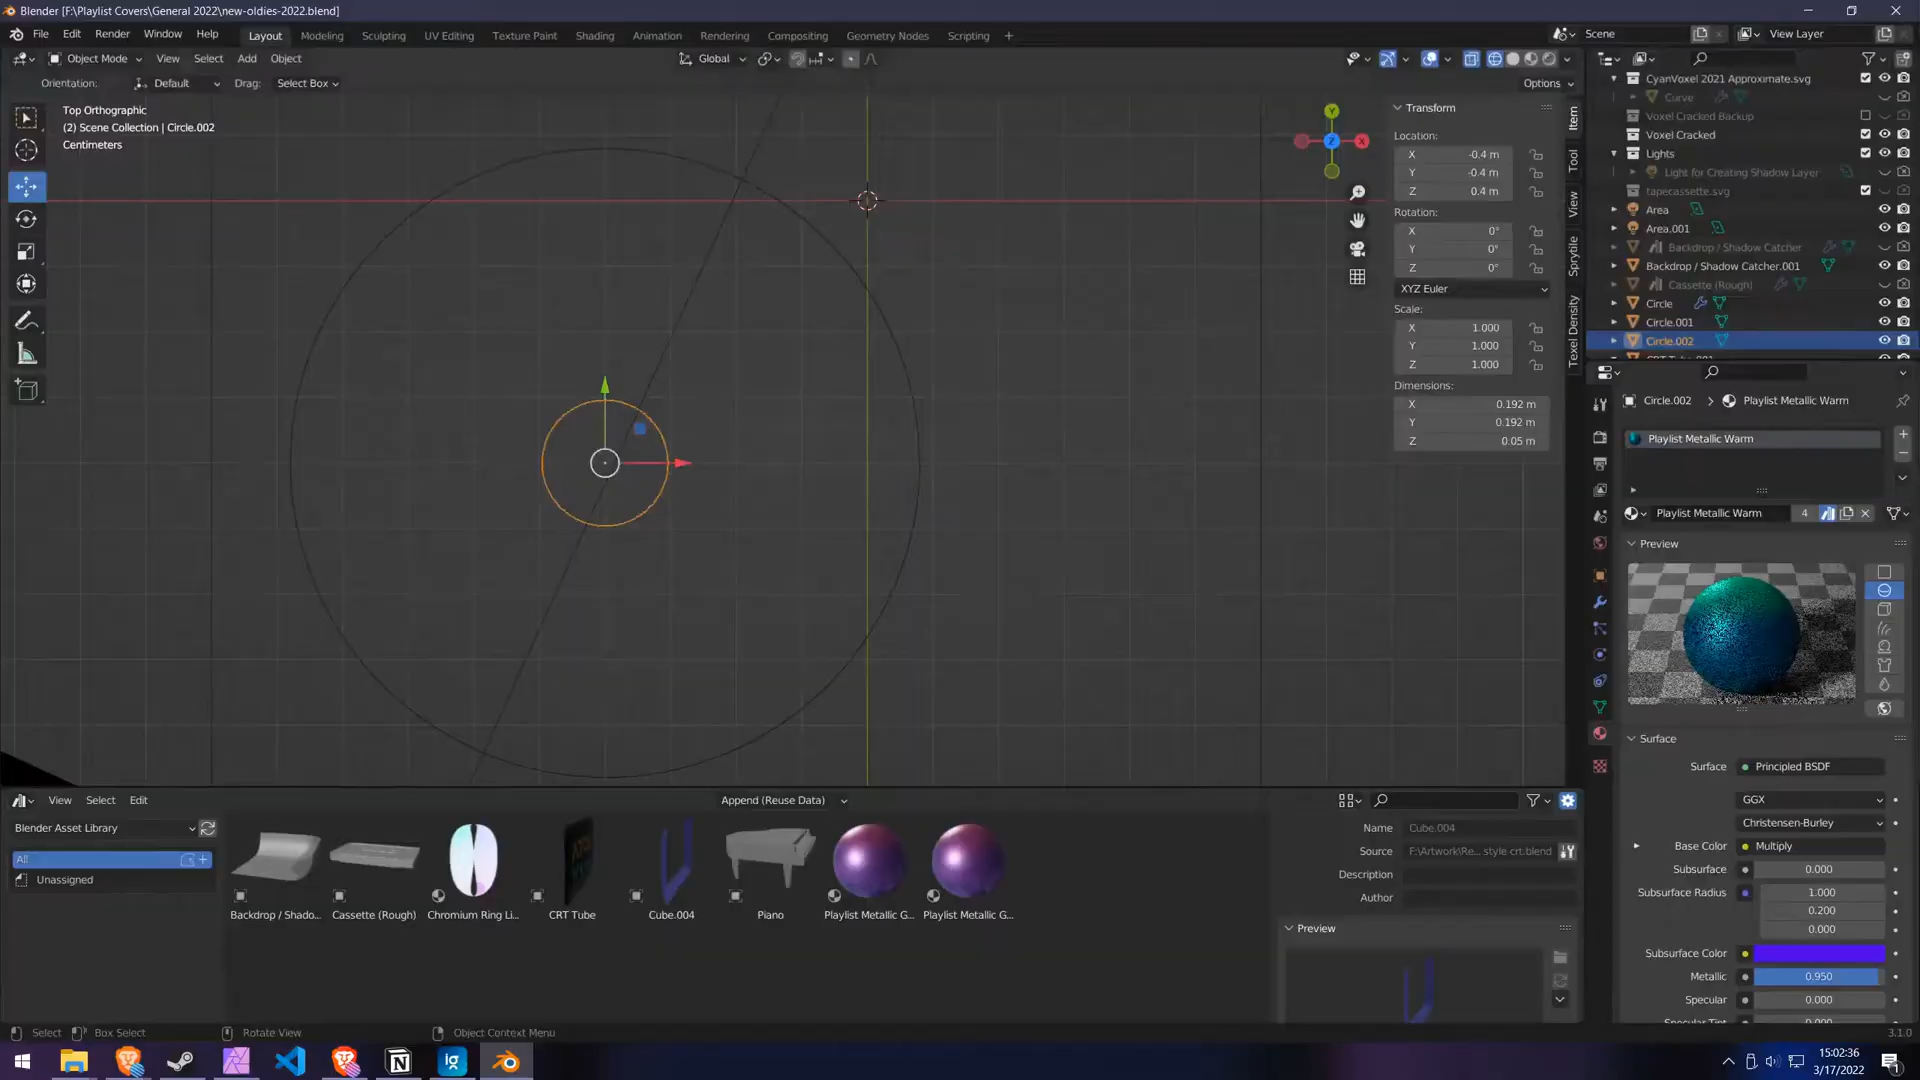 Blender [F:\Playlist Covers\General 2022\new-oldies-2022.blend]
File Edit Render Window Help Layout Modeling Sculpting UV Editing Texture Paint Shading Animation Rendering Compositing Geometry Nodes Scripting + Scene View Layer
Object Mode View Select Add Object Global
Orientation: Default Drag: Select Box Options
Top Orthographic
(2) Scene Collection | Circle.002
Centimeters
Y
X
Z
Transform
Location:
X -0.4 m
Y -0.4 m
Z 0.4 m
Rotation:
X 0°
Y 0°
Z 0°
XYZ Euler
Scale:
X 1.000
Y 1.000
Z 1.000
Dimensions:
X 0.192 m
Y 0.192 m
Z 0.05 m
Item
Tool
View
Sprytile
Texel Density
CyanVoxel 2021 Approximate.svg
Curve
Voxel Cracked Backup
Voxel Cracked
Lights
Light for Creating Shadow Layer
tapecassette.svg
Area
Area.001
Backdrop / Shadow Catcher
Backdrop / Shadow Catcher.001
Cassette (Rough)
Circle
Circle.001
Circle.002
CRT Tube.001
Circle.002 > Playlist Metallic Warm
Playlist Metallic Warm
Playlist Metallic Warm 4
Preview
Surface
Surface Principled BSDF
GGX
Christensen-Burley
Base Color Multiply
Subsurface 0.000
Subsurface Radius 1.000
0.200
0.000
Subsurface Color
Metallic 0.950
Specular 0.000
Specular Tint 0.000
View Select Edit Append (Reuse Data)
Blender Asset Library
All
Unassigned
Backdrop / Shado... Cassette (Rough) Chromium Ring Li... CRT Tube Cube.004 Piano Playlist Metallic G... Playlist Metallic G...
Name Cube.004
Source F:\Artwork\Re... style crt.blend
Description
Author
Preview
Select Box Select Rotate View Object Context Menu 3.1.0
15:02:36
3/17/2022
1